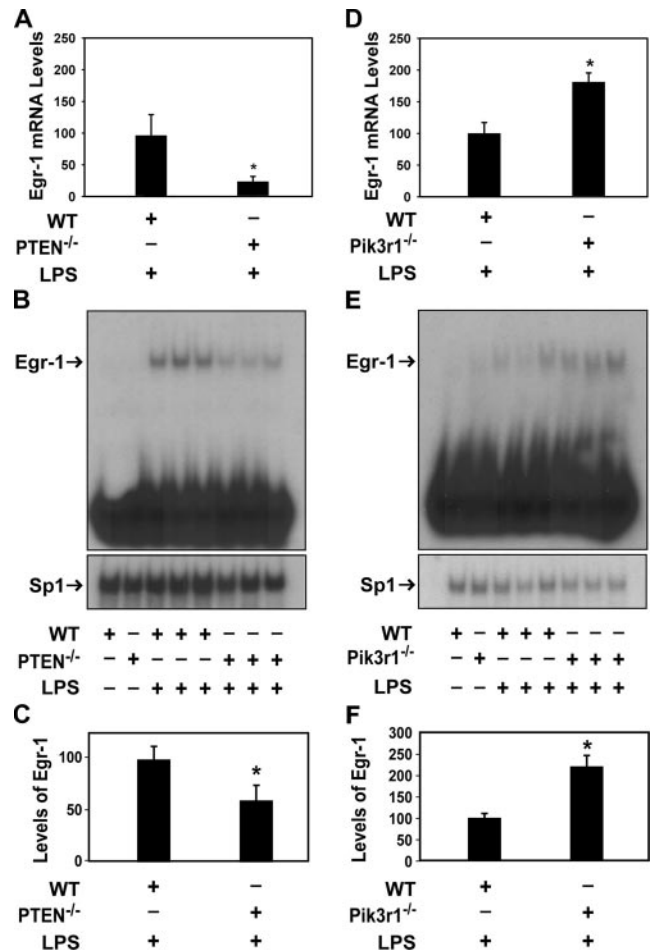 A
Egr-1 mRNA Levels
250
200
150
100
50
0
*
WT + –
PTEN-/- – +
LPS + +
B
Egr-1→
Sp1→
WT + – + + + – – –
PTEN-/- – + – – – + + +
LPS – – + + + + + +
C
Levels of Egr-1
100
50
0
*
WT + –
PTEN-/- – +
LPS + +
D
Egr-1 mRNA Levels
250
200
150
100
50
0
*
WT + –
Pik3r1-/- – +
LPS + +
E
Egr-1→
Sp1→
WT + – + + + – – –
Pik3r1-/- – + – – – + + +
LPS – – + + + + + +
F
Levels of Egr-1
300
250
200
150
100
50
0
*
WT + –
Pik3r1-/- – +
LPS + +